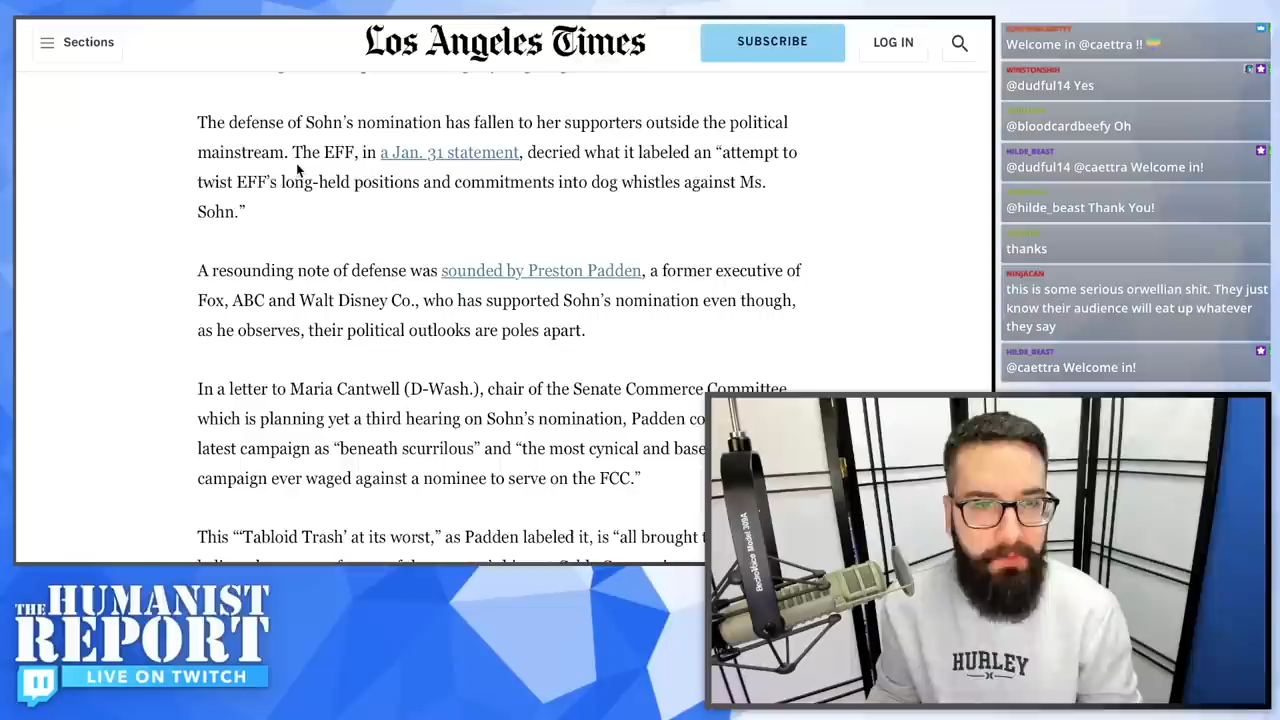 Sections
Los Angeles Times
SUBSCRIBE
LOG IN
The defense of Sohn’s nomination has fallen to her supporters outside the political
mainstream. The EFF, in a Jan. 31 statement, decried what it labeled an “attempt to
twist EFF’s long-held positions and commitments into dog whistles against Ms.
Sohn.”
A resounding note of defense was sounded by Preston Padden, a former executive of
Fox, ABC and Walt Disney Co., who has supported Sohn’s nomination even though,
as he observes, their political outlooks are poles apart.
In a letter to Maria Cantwell (D-Wash.), chair of the Senate Commerce Committee
which is planning yet a third hearing on Sohn’s nomination, Padden
latest campaign as “beneath scurrilous” and “the most cynical and base
campaign ever waged against a nominee to serve on the FCC.”
This “‘Tabloid Trash’ at its worst,” as Padden labeled it, is “all brought
Welcome in @caettra !!
WINSTONSHIH
@dudful14 Yes
@bloodcardbeefy Oh
HILDE_BEAST
@dudful14 @caettra Welcome in!
@hilde_beast Thank You!
thanks
NINJACAN
this is some serious orwellian shit. They just
know their audience will eat up whatever
they say
HILDE_BEAST
@caettra Welcome in!
ElectroVoice Model 309A
HURLEY
THE
HUMANIST
REPORT
LIVE ON TWITCH